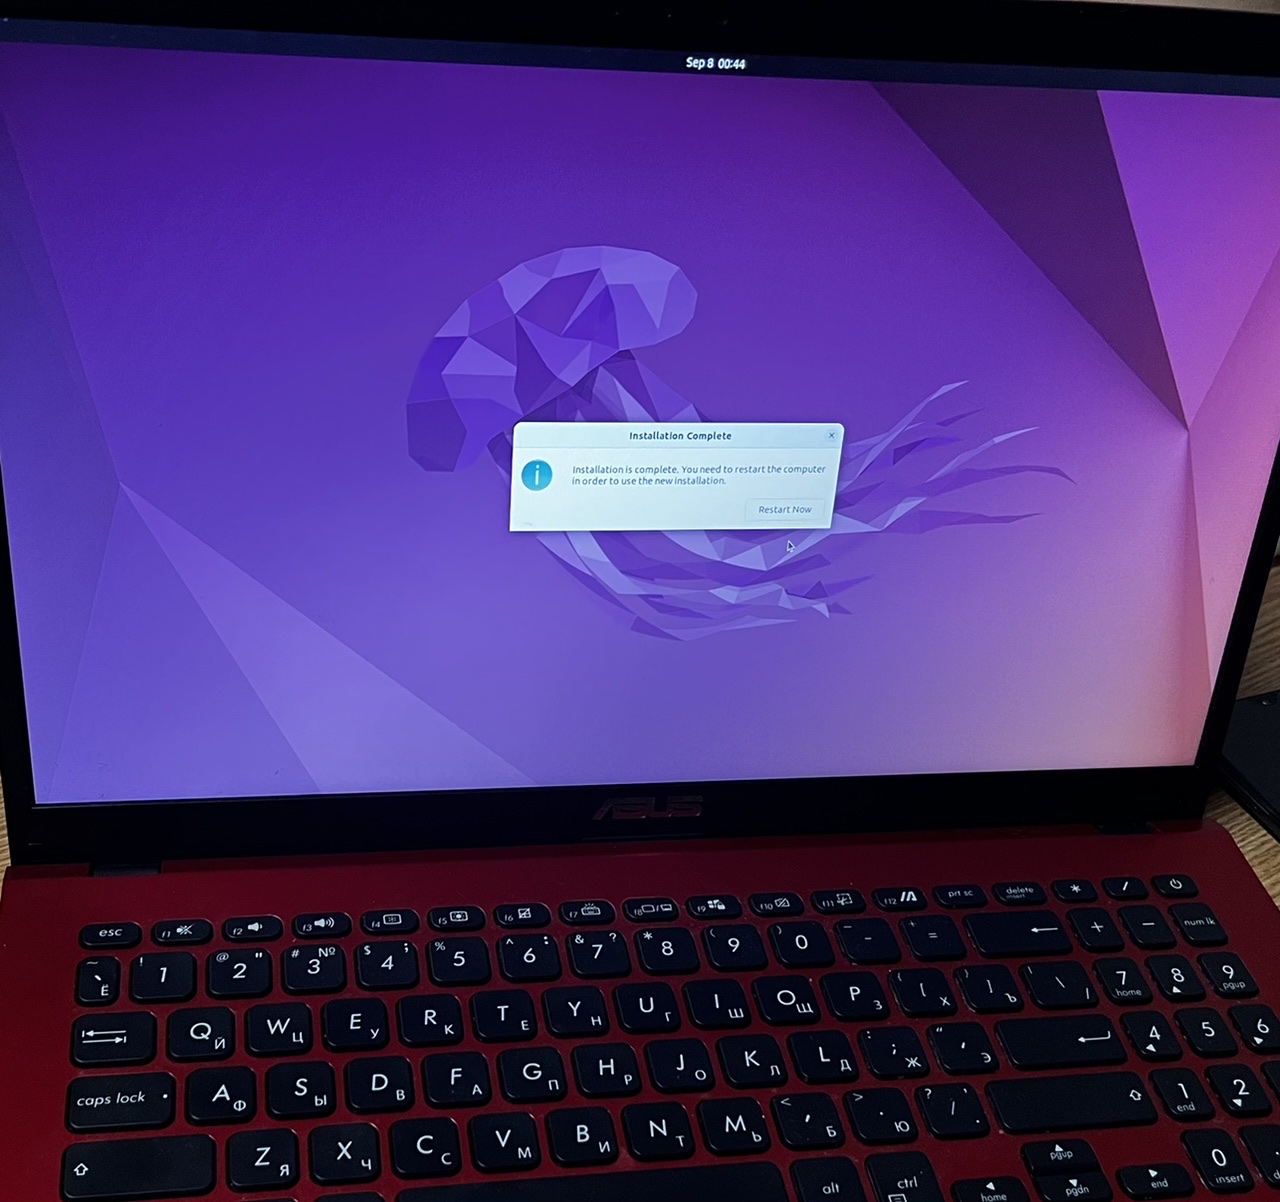 Sep 8 00:44
Installation Complete
Installation is complete. You need to restart the computer
in order to use the new installation.
Restart Now
ASUS
esc f1 f2 f3 f4 f5 f6 f7 f8 f9 f10 f11 f12 prt sc delete insert * /
~ ` Ё ! 1 @ " 2 # № 3 $ ; 4 % 5 ^ : 6 & ? 7 * 8 ( 9 ) 0 _ - + = + - num lk
Q Й W Ц E У R К T Е Y Н U Г I Ш O Щ P З { [ Х } ] Ъ | \ / 7 home 8 9 pgup
caps lock A Ф S Ы D В F А G П H Р J О K Л L Д : ; Ж " ' Э 4 5 6
Z Я X Ч C С V М B И N Т M Ь < , Б > . Ю ? / , . 1 end 2
alt ctrl pgup home pgdn end 0 insert